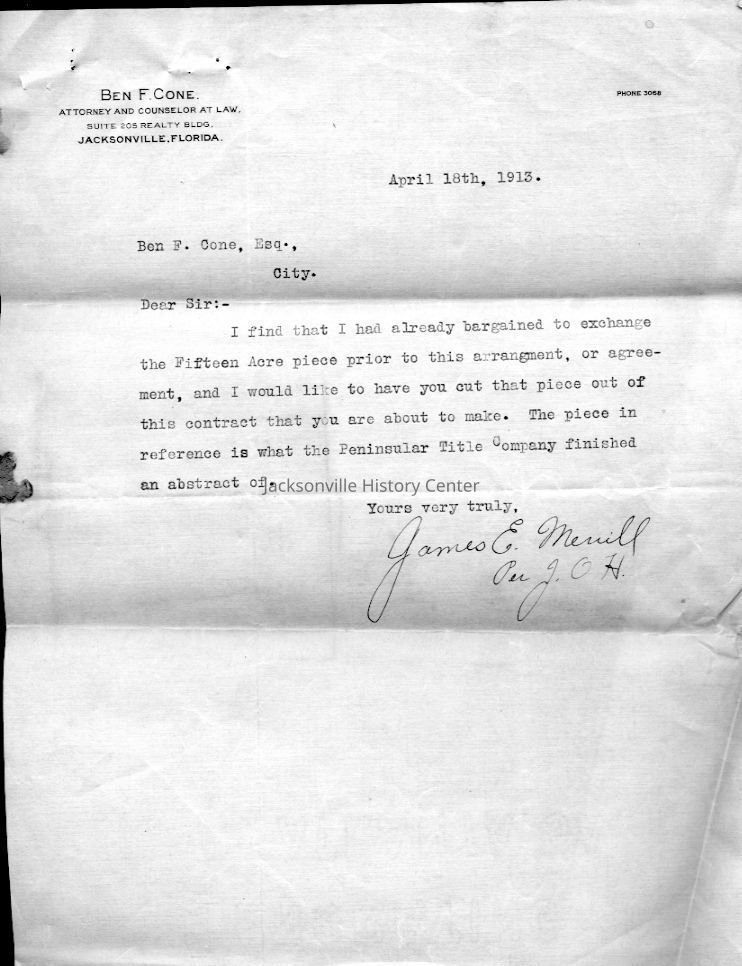 BEN F. CONE.
ATTORNEY AND COUNSELOR AT LAW.
SUITE 205 REALTY BLDG.
JACKSONVILLE, FLORIDA.
PHONE 3068
April 18th, 1913.
Ben F. Cone, Esq.,
City.
Dear Sir:-
I find that I had already bargained to exchange
the Fifteen Acre piece prior to this arrangment, or agree-
ment, and I would like to have you cut that piece out of
this contract that you are about to make. The piece in
reference is what the Peninsular Title Company finished
an abstract of.
Jacksonville History Center
Yours very truly,
James E. Merrill
Per J. O. H.